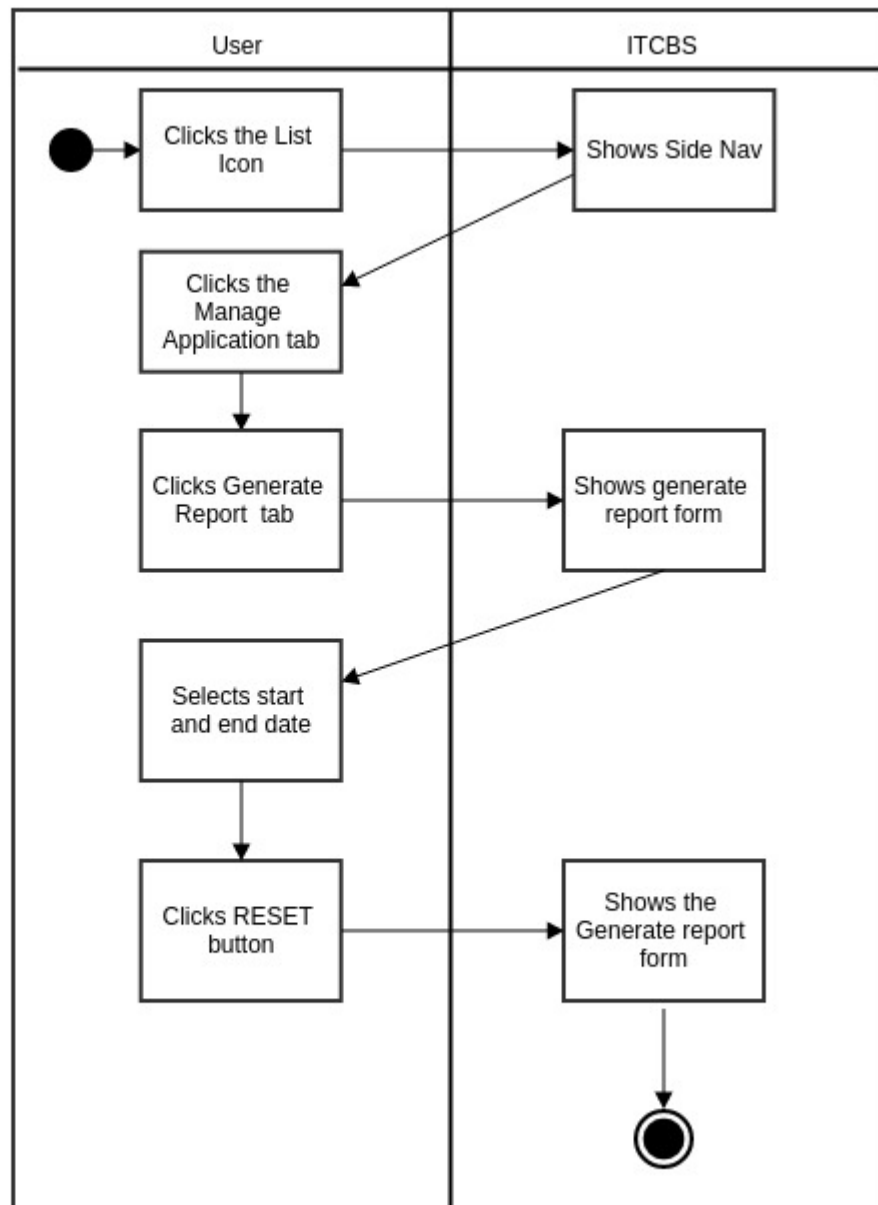 User
ITCBS
Clicks the List
Icon
Shows Side Nav
Clicks the
Manage
Application tab
Clicks Generate
Report tab
Shows generate
report form
Selects start
and end date
Clicks RESET
button
Shows the
Generate report
form